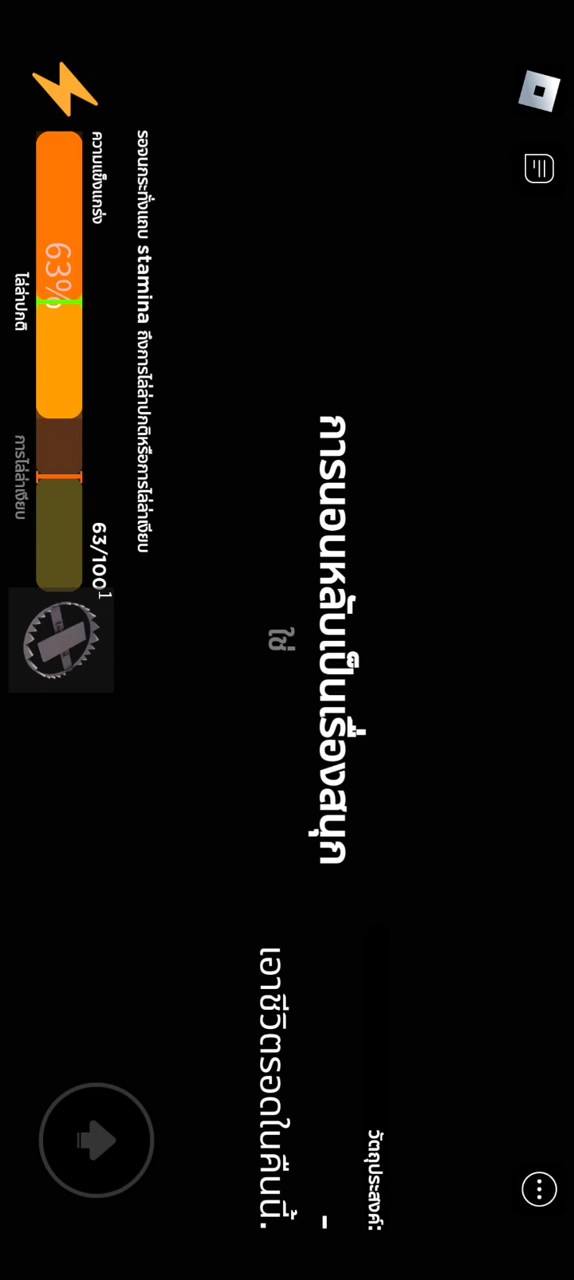 วัตถุประสงค์:
-
เอาชีวิตรอดในคืนนี้.
การนอนหลับเป็นเรื่องสนุก
ใช่
รอจนกระทั่งแถบ stamina ถึงการไล่ล่าปกติหรือการไล่ล่าเงียบ
ความแข็งแกร่ง
63/100
63%
1
ไล่ล่าปกติ
การไล่ล่าเงียบ